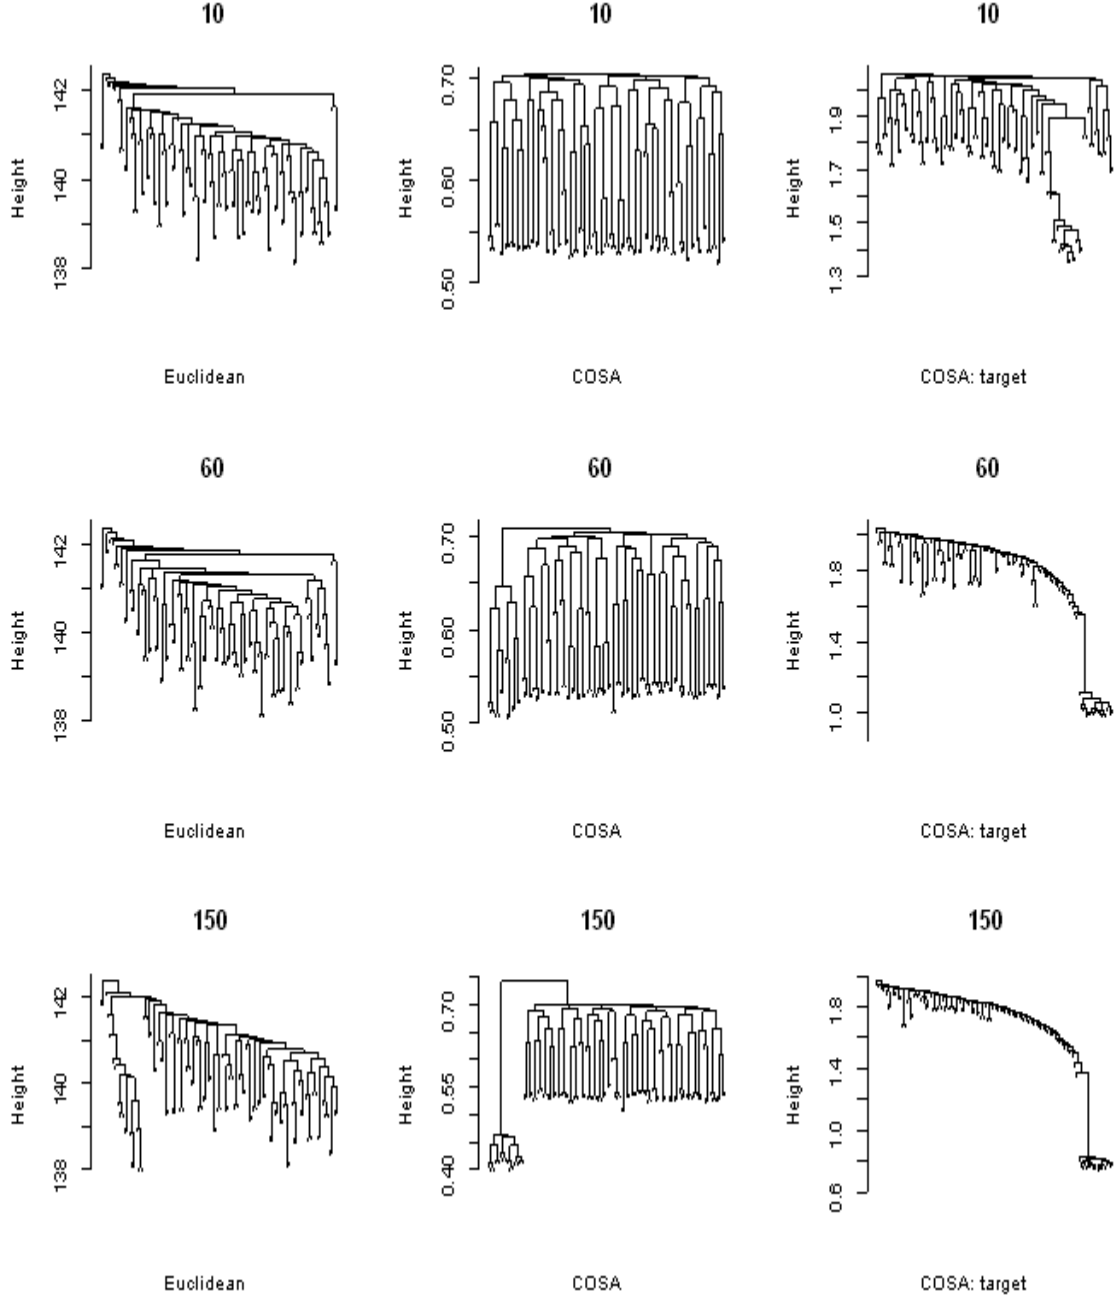 10 10 10
142
140
138
Height
Euclidean
0.70
0.60
0.50
Height
COSA
1.9
1.7
1.5
1.3
Height
COSA: target
60 60 60
142
140
138
Height
Euclidean
0.70
0.60
0.50
Height
COSA
1.8
1.4
1.0
Height
COSA: target
150 150 150
142
140
138
Height
Euclidean
0.70
0.55
0.40
Height
COSA
1.8
1.4
1.0
0.6
Height
COSA: target